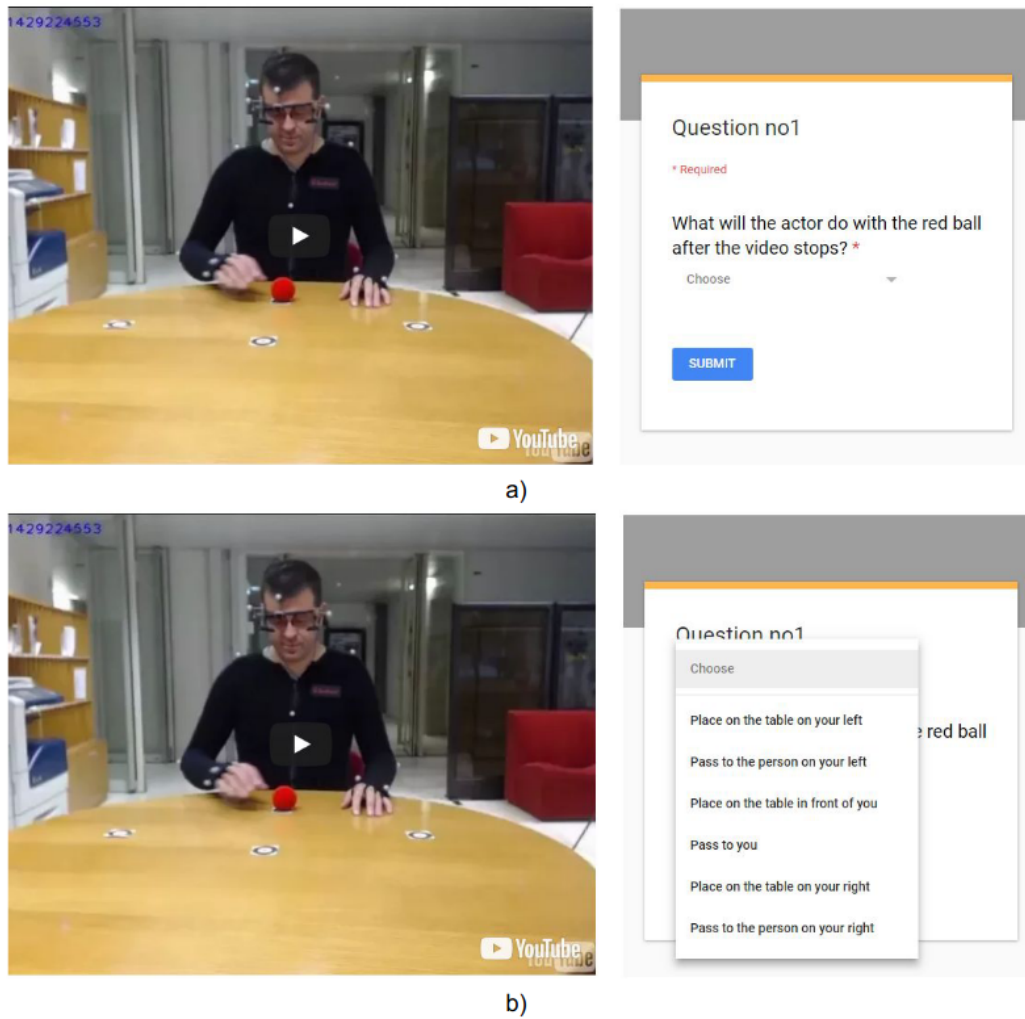 1429224553
YouTube
Question no1
* Required
What will the actor do with the red ball
after the video stops? *
Choose
SUBMIT
a)
1429224553
YouTube
Question no1
e red ball
Choose
Place on the table on your left
Pass to the person on your left
Place on the table in front of you
Pass to you
Place on the table on your right
Pass to the person on your right
b)